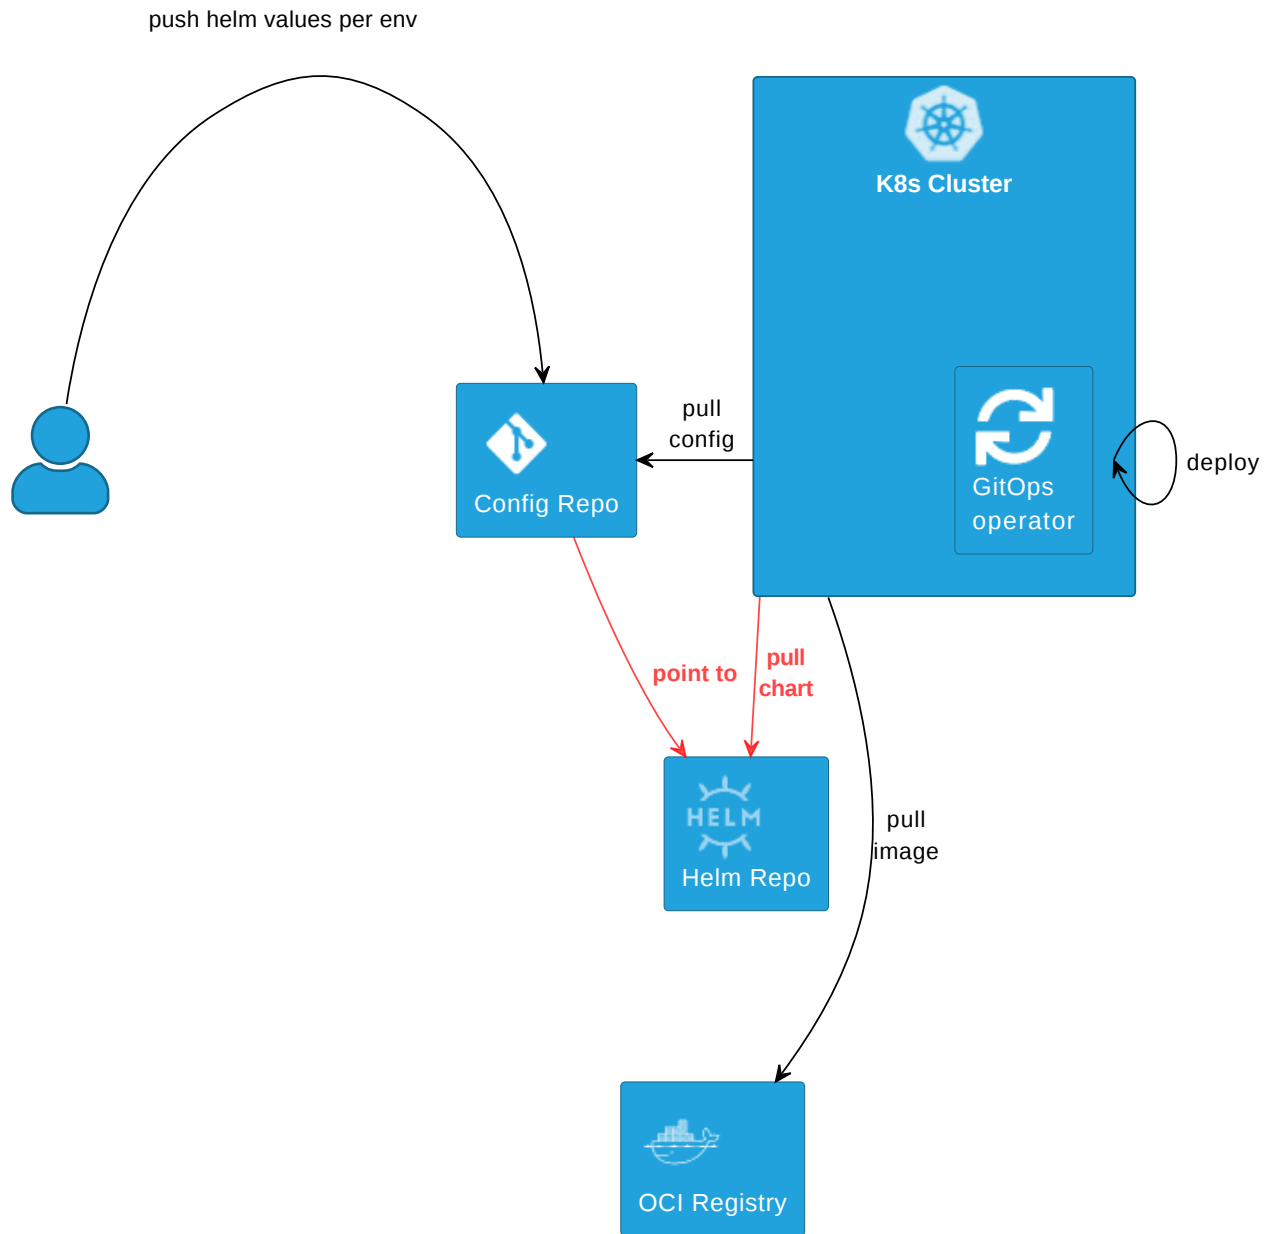 push helm values per env
K8s Cluster
pull
config
Config Repo
GitOps
operator
deploy
point to
pull
chart
HELM
Helm Repo
pull
image
OCI Registry